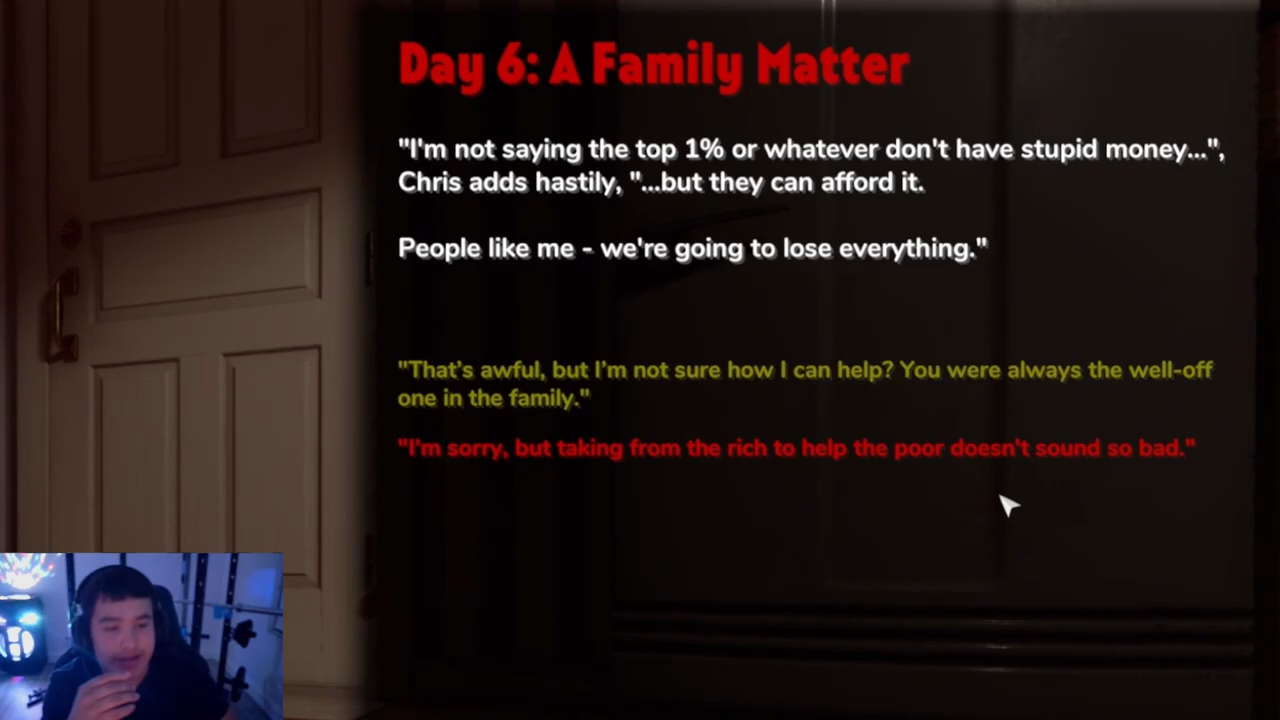 Day 6: A Family Matter
"I'm not saying the top 1% or whatever don't have stupid money...",
Chris adds hastily, "...but they can afford it.
People like me - we're going to lose everything."
"That's awful, but I'm not sure how I can help? You were always the well-off
one in the family."
"I'm sorry, but taking from the rich to help the poor doesn't sound so bad."